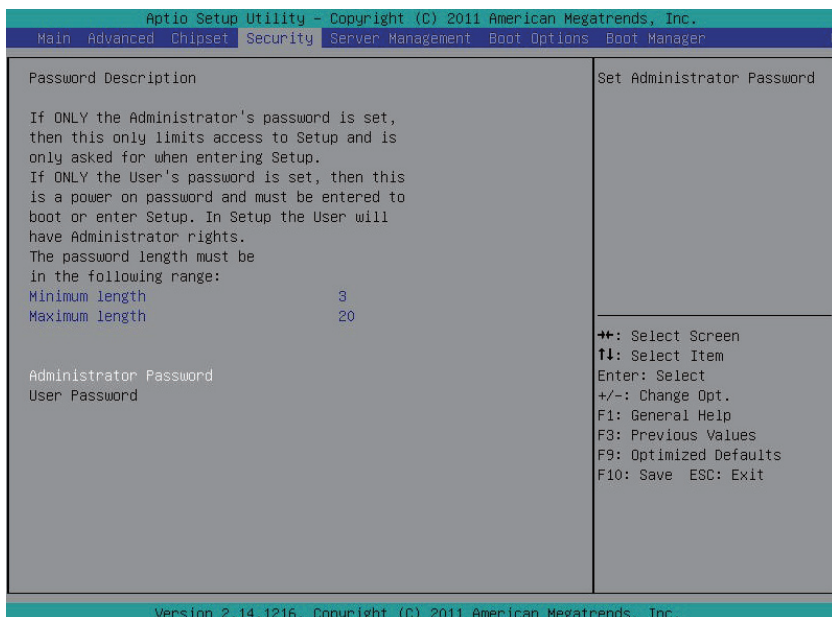 Aptio Setup Utility – Copyright (C) 2011 American Megatrends, Inc.
Main Advanced Chipset Security Server Management Boot Options Boot Manager
Password Description
If ONLY the Administrator's password is set,
then this only limits access to Setup and is
only asked for when entering Setup.
If ONLY the User's password is set, then this
is a power on password and must be entered to
boot or enter Setup. In Setup the User will
have Administrator rights.
The password length must be
in the following range:
Minimum length 3
Maximum length 20
Administrator Password
User Password
Set Administrator Password
→←: Select Screen
↑↓: Select Item
Enter: Select
+/-: Change Opt.
F1: General Help
F3: Previous Values
F9: Optimized Defaults
F10: Save ESC: Exit
Version 2.14.1216. Copyright (C) 2011 American Megatrends, Inc.